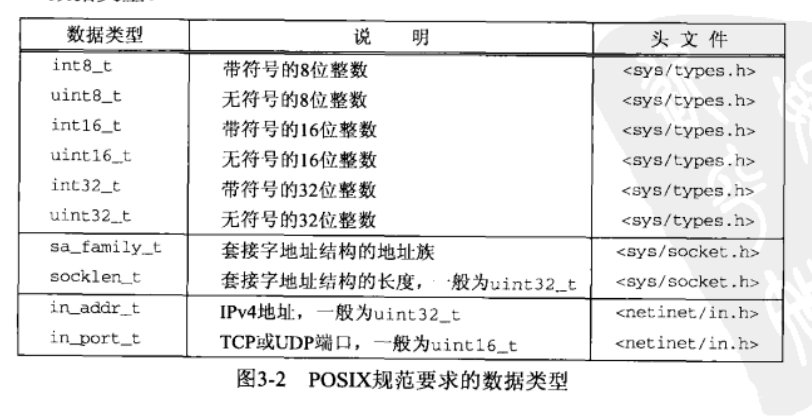 数据类型 说 明 头 文 件
int8_t 带符号的8位整数 <sys/types.h>
uint8_t 无符号的8位整数 <sys/types.h>
int16_t 带符号的16位整数 <sys/types.h>
uint16_t 无符号的16位整数 <sys/types.h>
int32_t 带符号的32位整数 <sys/types.h>
uint32_t 无符号的32位整数 <sys/types.h>
sa_family_t 套接字地址结构的地址族 <sys/socket.h>
socklen_t 套接字地址结构的长度，一般为uint32_t <sys/socket.h>
in_addr_t IPv4地址，一般为uint32_t <netinet/in.h>
in_port_t TCP或UDP端口，一般为uint16_t <netinet/in.h>
图3-2 POSIX规范要求的数据类型